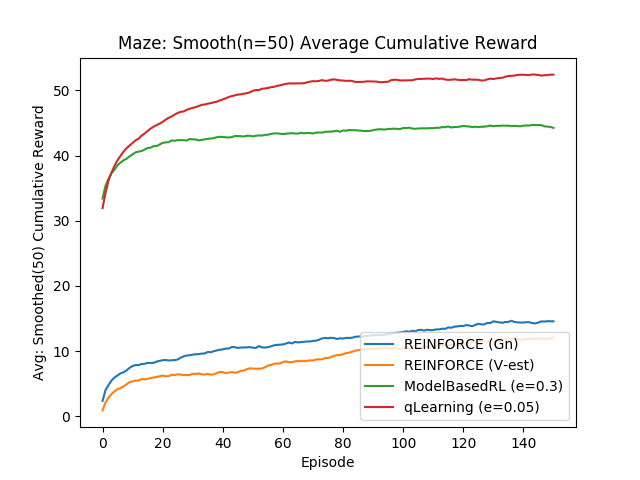 Maze: Smooth(n=50) Average Cumulative Reward
Avg: Smoothed(50) Cumulative Reward
50
40
30
20
10
0
REINFORCE (Gn)
REINFORCE (V-est)
ModelBasedRL (e=0.3)
qLearning (e=0.05)
0 20 40 60 80 100 120 140
Episode